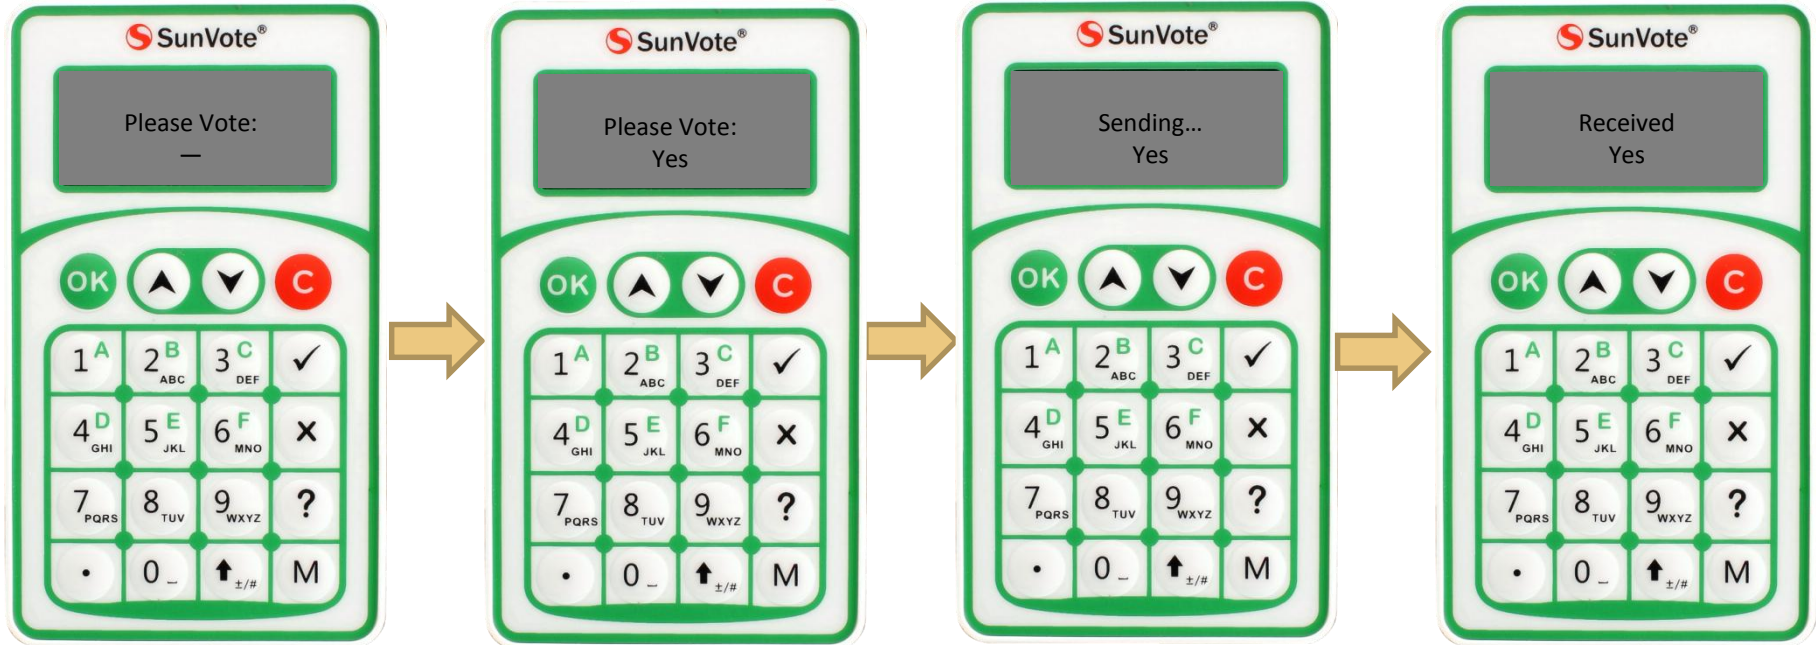 SunVote®
Please Vote:
—
OK C
1 A 2 B ABC 3 C DEF ✓
4 D GHI 5 E JKL 6 F MNO ×
7 PQRS 8 TUV 9 WXYZ ?
. 0 _ ±/# M
SunVote®
Please Vote:
Yes
OK C
1 A 2 B ABC 3 C DEF ✓
4 D GHI 5 E JKL 6 F MNO ×
7 PQRS 8 TUV 9 WXYZ ?
. 0 _ ±/# M
SunVote®
Sending...
Yes
OK C
1 A 2 B ABC 3 C DEF ✓
4 D GHI 5 E JKL 6 F MNO ×
7 PQRS 8 TUV 9 WXYZ ?
. 0 _ ±/# M
SunVote®
Received
Yes
OK C
1 A 2 B ABC 3 C DEF ✓
4 D GHI 5 E JKL 6 F MNO ×
7 PQRS 8 TUV 9 WXYZ ?
. 0 _ ±/# M